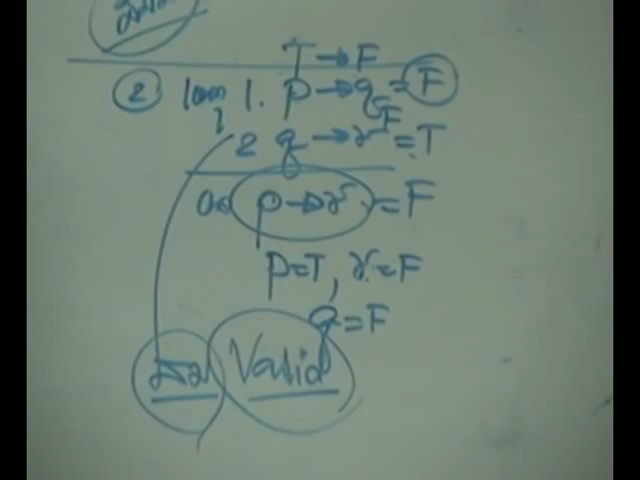 T → F
② 1. p → q = F
F
2 q → r = T
p → r = F
p = T, r = F
q = F
Valid